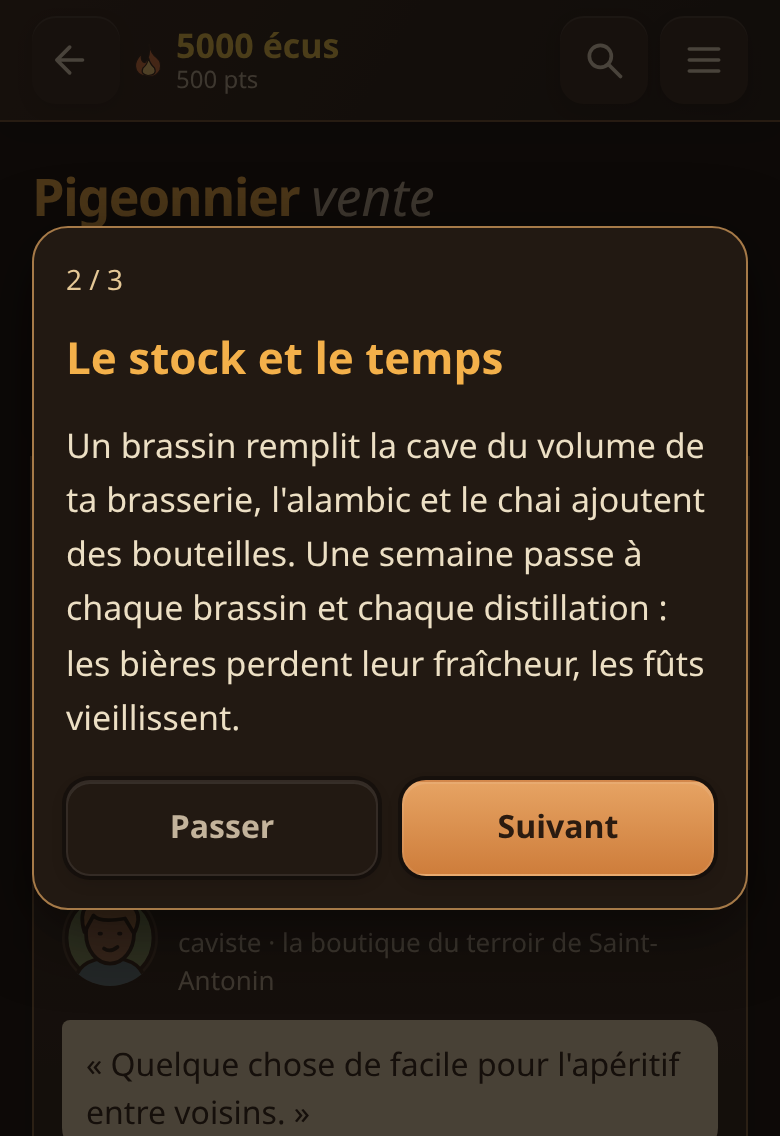 5000 écus
500 pts
Pigeonnier vente
2 / 3
Le stock et le temps
Un brassin remplit la cave du volume de
ta brasserie, l'alambic et le chai ajoutent
des bouteilles. Une semaine passe à
chaque brassin et chaque distillation :
les bières perdent leur fraîcheur, les fûts
vieillissent.
Passer
Suivant
caviste · la boutique du terroir de Saint-
Antonin
« Quelque chose de facile pour l'apéritif
entre voisins. »